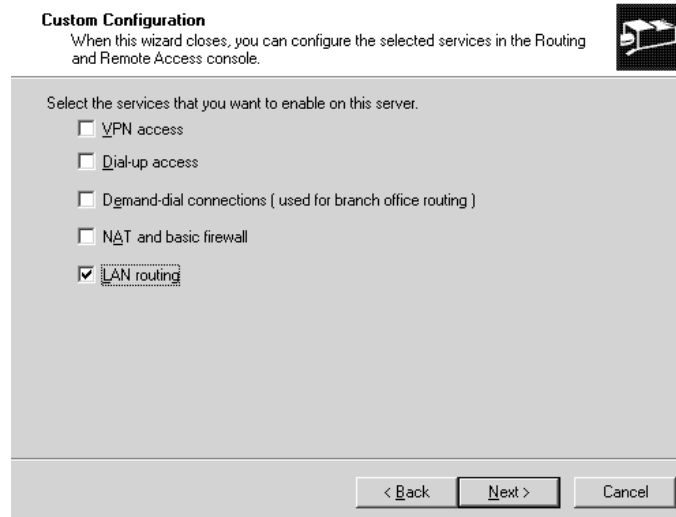 Custom Configuration
When this wizard closes, you can configure the selected services in the Routing
and Remote Access console.
Select the services that you want to enable on this server.
VPN access
Dial-up access
Demand-dial connections ( used for branch office routing )
NAT and basic firewall
LAN routing
< Back
Next >
Cancel